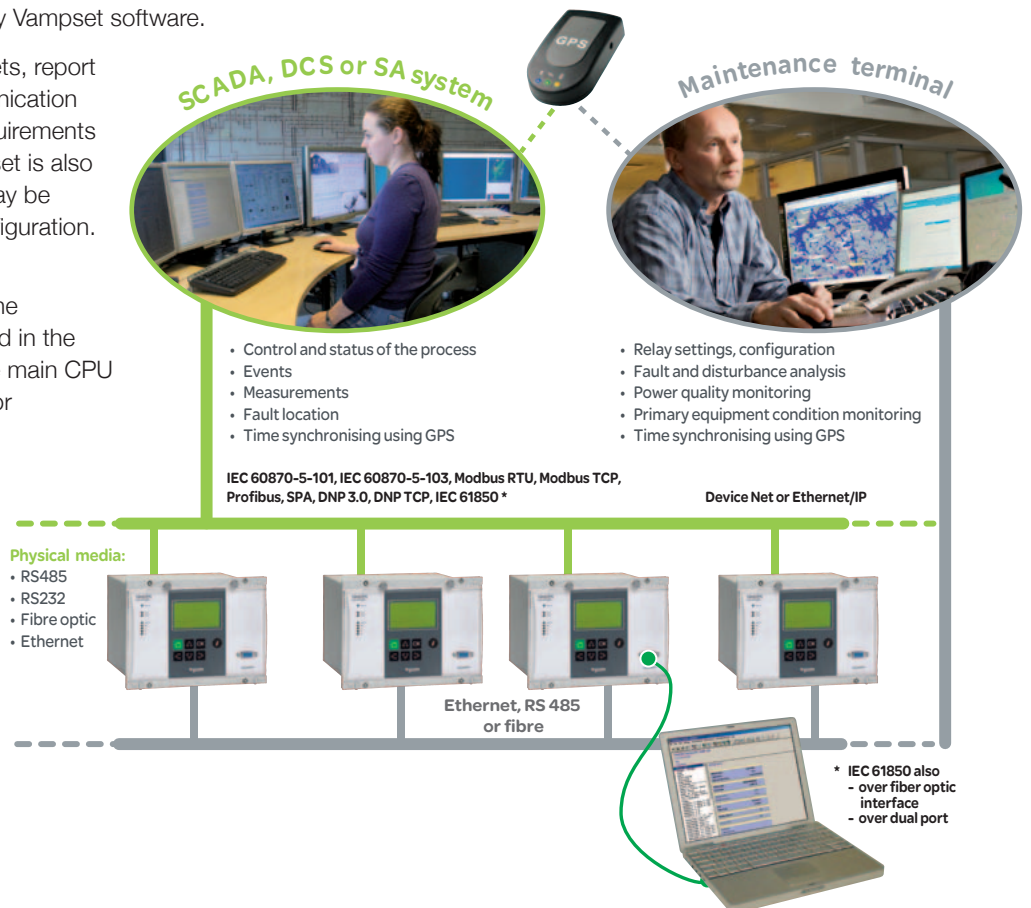 y Vampset software.
ets, report
nication
uirements
set is also
ay be
iguration.
ne
d in the
e main CPU
or
GPS
SCADA, DCS or SA system
Maintenance terminal
• Control and status of the process
• Events
• Measurements
• Fault location
• Time synchronising using GPS
• Relay settings, configuration
• Fault and disturbance analysis
• Power quality monitoring
• Primary equipment condition monitoring
• Time synchronising using GPS
IEC 60870-5-101, IEC 60870-5-103, Modbus RTU, Modbus TCP,
Profibus, SPA, DNP 3.0, DNP TCP, IEC 61850 *
Device Net or Ethernet/IP
Physical media:
• RS485
• RS232
• Fibre optic
• Ethernet
Ethernet, RS 485
or fibre
* IEC 61850 also
- over fiber optic
interface
- over dual port